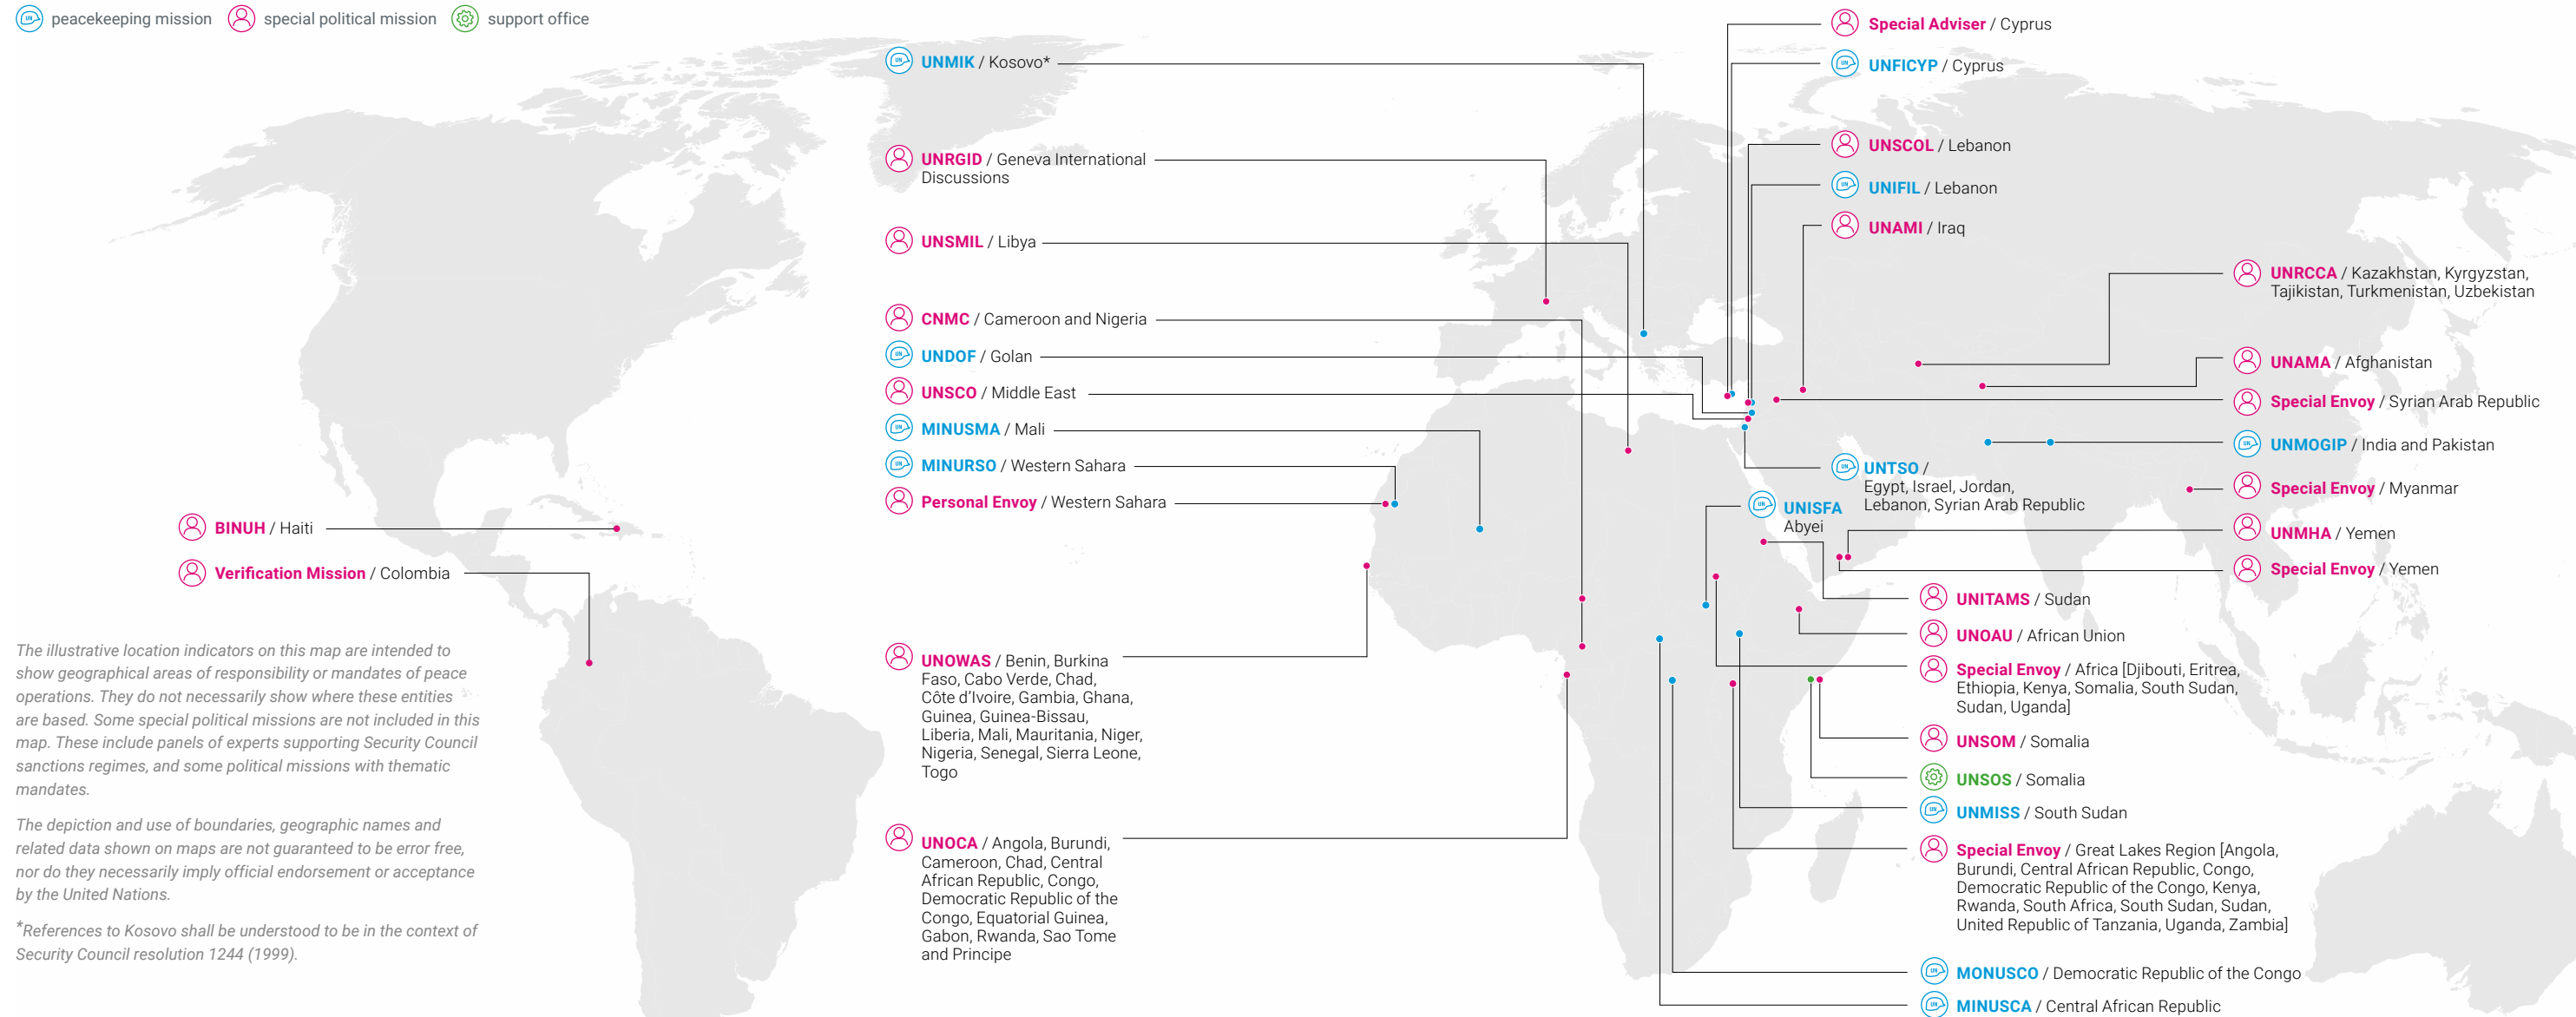 peacekeeping mission
special political mission
support office
UNMIK / Kosovo*
UNRGID / Geneva International
Discussions
UNSMIL / Libya
CNMC / Cameroon and Nigeria
UNDOF / Golan
UNSCO / Middle East
MINUSMA / Mali
MINURSO / Western Sahara
Personal Envoy / Western Sahara
BINUH / Haiti
Verification Mission / Colombia
UNOWAS / Benin, Burkina
Faso, Cabo Verde, Chad,
Côte d'Ivoire, Gambia, Ghana,
Guinea, Guinea-Bissau,
Liberia, Mali, Mauritania, Niger,
Nigeria, Senegal, Sierra Leone,
Togo
UNOCA / Angola, Burundi,
Cameroon, Chad, Central
African Republic, Congo,
Democratic Republic of the
Congo, Equatorial Guinea,
Gabon, Rwanda, Sao Tome
and Principe
Special Adviser / Cyprus
UNFICYP / Cyprus
UNSCOL / Lebanon
UNIFIL / Lebanon
UNAMI / Iraq
UNRCCA / Kazakhstan, Kyrgyzstan,
Tajikistan, Turkmenistan, Uzbekistan
UNAMA / Afghanistan
Special Envoy / Syrian Arab Republic
UNMOGIP / India and Pakistan
UNTSO /
Egypt, Israel, Jordan,
Lebanon, Syrian Arab Republic
Special Envoy / Myanmar
UNISFA
Abyei
UNMHA / Yemen
Special Envoy / Yemen
UNITAMS / Sudan
UNOAU / African Union
Special Envoy / Africa [Djibouti, Eritrea,
Ethiopia, Kenya, Somalia, South Sudan,
Sudan, Uganda]
UNSOM / Somalia
UNSOS / Somalia
UNMISS / South Sudan
Special Envoy / Great Lakes Region [Angola,
Burundi, Central African Republic, Congo,
Democratic Republic of the Congo, Kenya,
Rwanda, South Africa, South Sudan, Sudan,
United Republic of Tanzania, Uganda, Zambia]
MONUSCO / Democratic Republic of the Congo
MINUSCA / Central African Republic
The illustrative location indicators on this map are intended to
show geographical areas of responsibility or mandates of peace
operations. They do not necessarily show where these entities
are based. Some special political missions are not included in this
map. These include panels of experts supporting Security Council
sanctions regimes, and some political missions with thematic
mandates.
The depiction and use of boundaries, geographic names and
related data shown on maps are not guaranteed to be error free,
nor do they necessarily imply official endorsement or acceptance
by the United Nations.
*References to Kosovo shall be understood to be in the context of
Security Council resolution 1244 (1999).